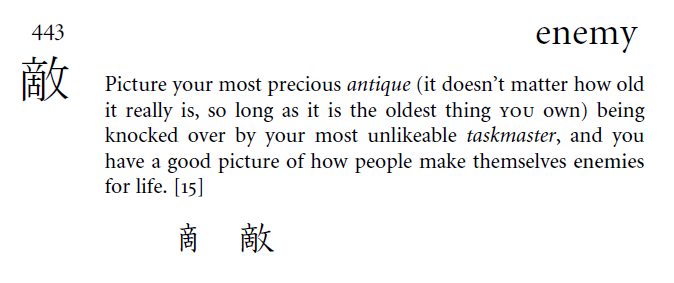 443 enemy
敵
Picture your most precious antique (it doesn't matter how old
it really is, so long as it is the oldest thing YOU own) being
knocked over by your most unlikeable taskmaster, and you
have a good picture of how people make themselves enemies
for life. [15]
啇 敵